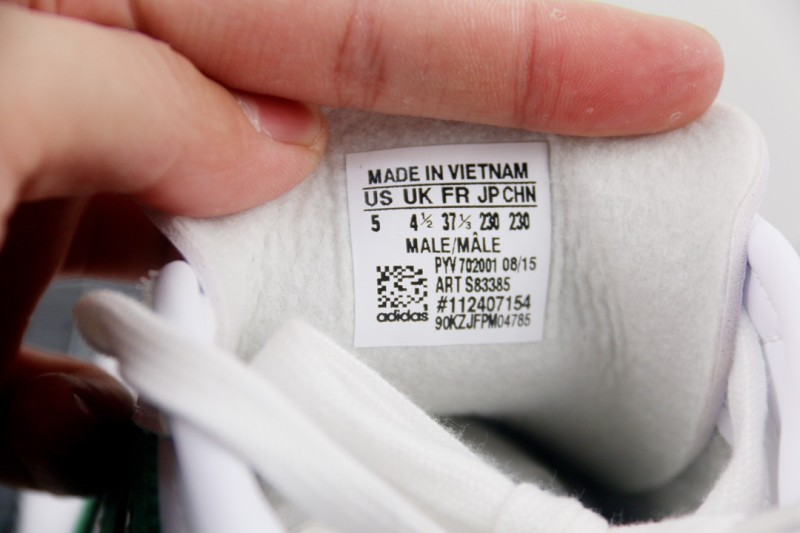 MADE IN VIETNAM
US UK FR JP CHN
5 4½ 37⅓ 230 230
MALE/MÂLE
PYV 702001 08/15
ART S83385
#112407154
adidas 90KZJFPM04785